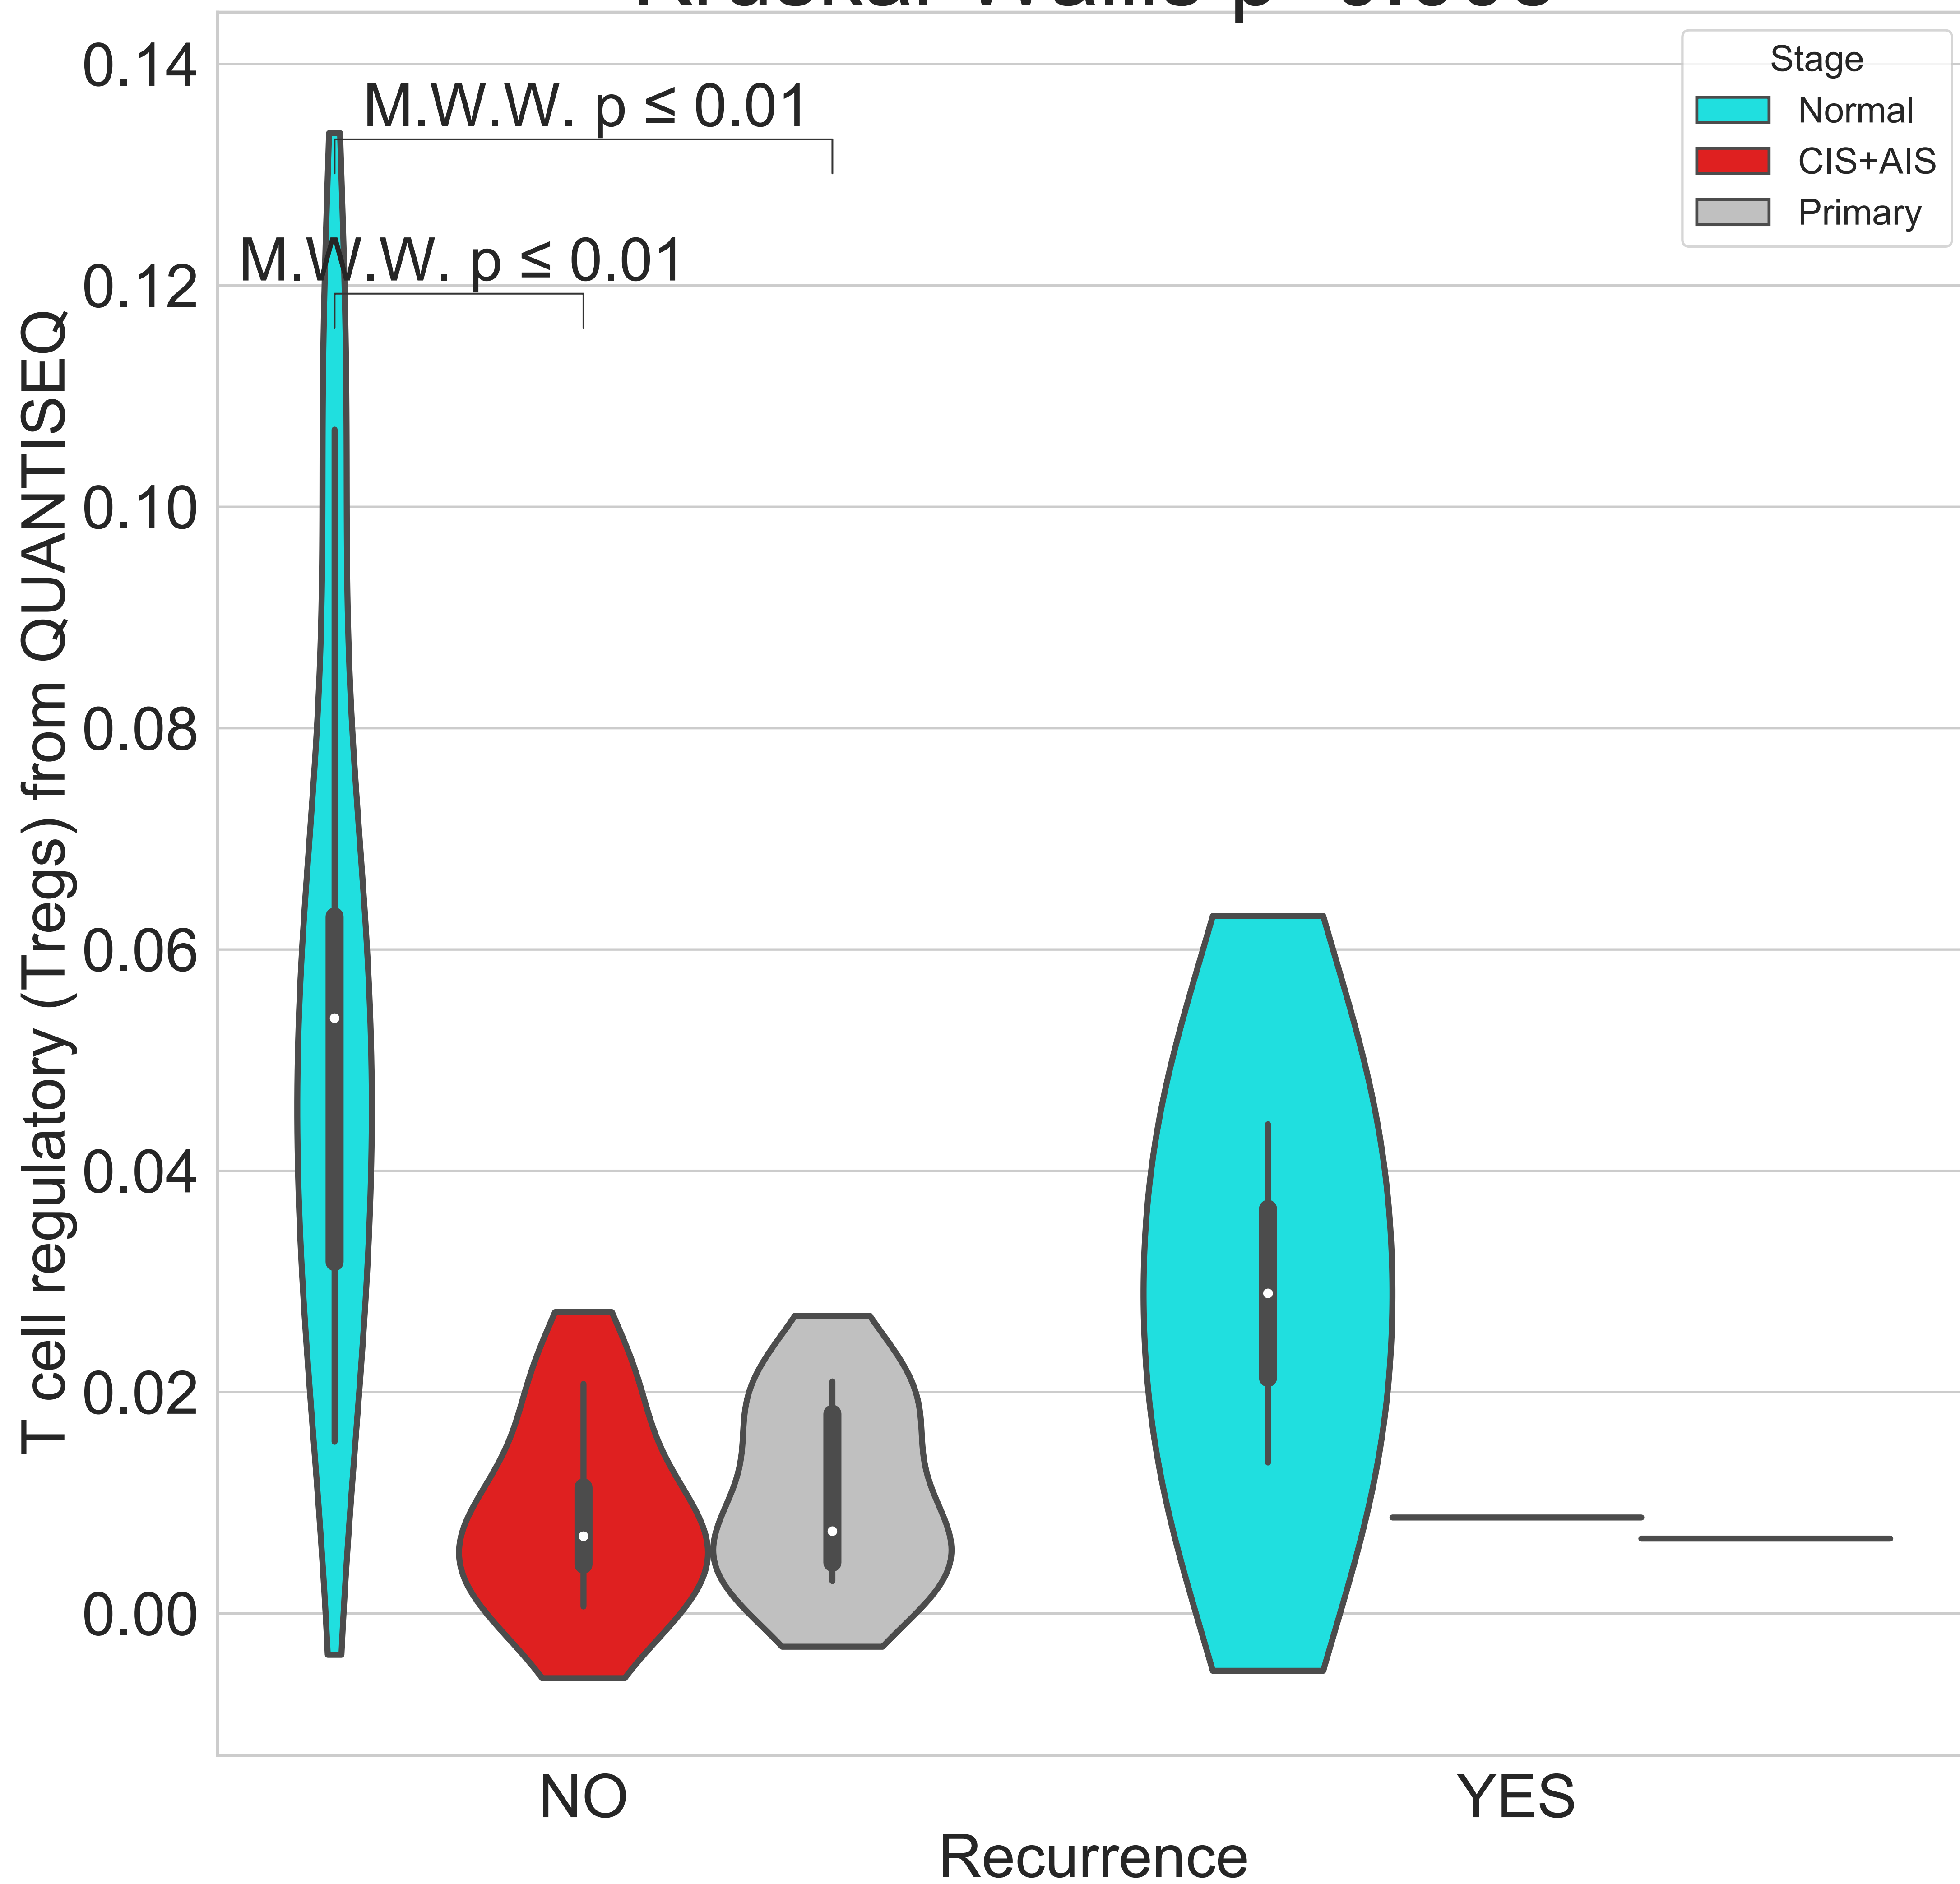 0.14
0.12
0.10
0.08
0.06
0.04
0.02
0.00
T cell regulatory (Tregs) from QUANTISEQ
M.W.W. p ≤ 0.01
M.W.W. p ≤ 0.01
Stage
Normal
CIS+AIS
Primary
NO
YES
Recurrence